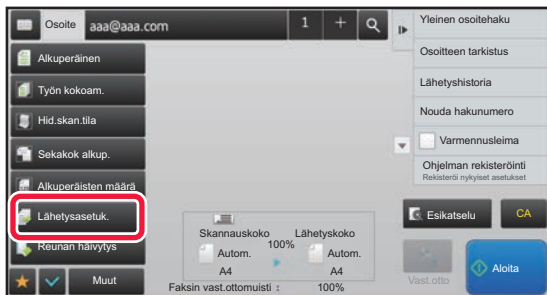 Osoite aaa@aaa.com 1 +
Alkuperäinen
Työn kokoam.
Hid.skan.tila
Sekakok alkup.
Alkuperäisten määrä
Lähetysasetuk.
Reunan häivytys
Muut
Skannauskoko Lähetyskoko
100%
Autom. Autom.
A4 A4
Faksin vast.ottomuisti : 100%
Yleinen osoitehaku
Osoitteen tarkistus
Lähetyshistoria
Nouda hakunumero
Varmennusleima
Ohjelman rekisteröinti
Rekisteröi nykyiset asetukset
Esikatselu CA
Vast.otto Aloita